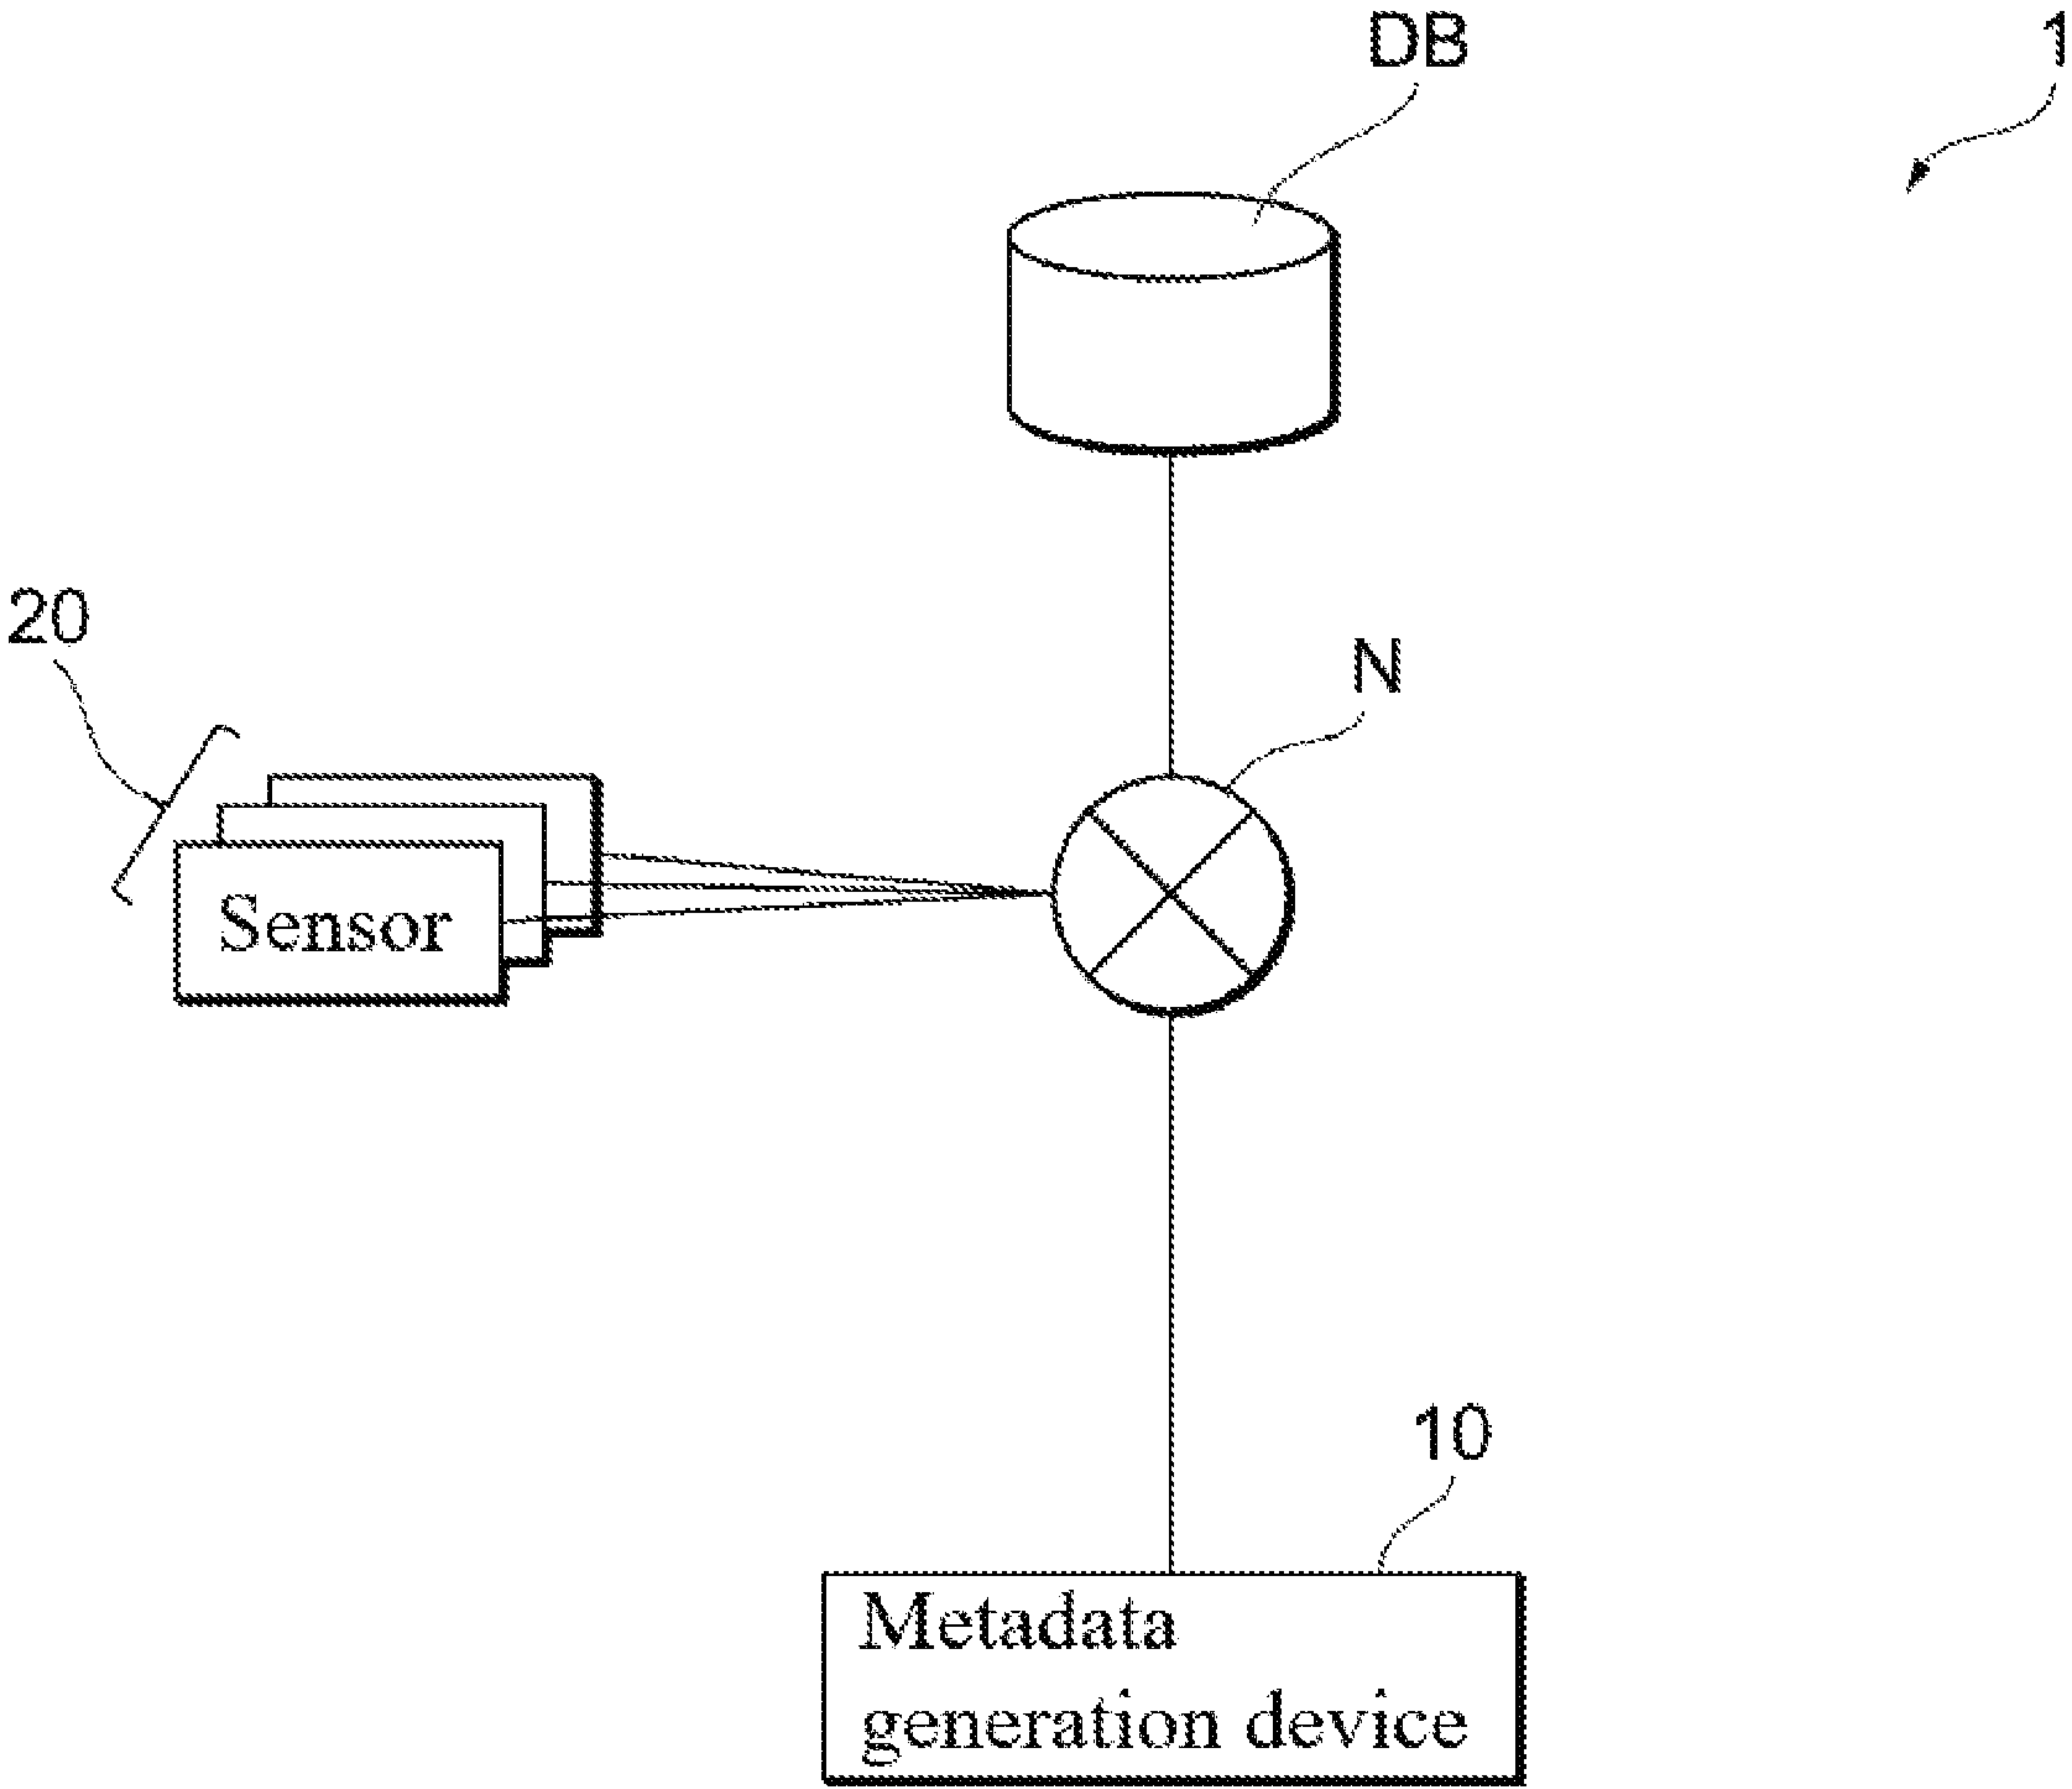 DB
1
20
N
Sensor
10
Metadata
generation device